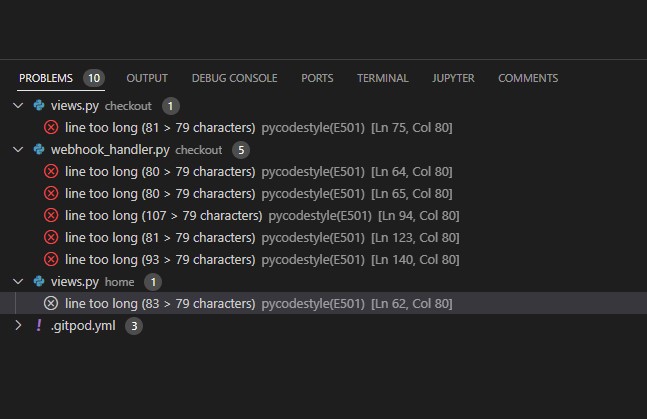 PROBLEMS 10 OUTPUT DEBUG CONSOLE PORTS TERMINAL JUPYTER COMMENTS
views.py checkout 1
line too long (81 > 79 characters) pycodestyle(E501) [Ln 75, Col 80]
webhook_handler.py checkout 5
line too long (80 > 79 characters) pycodestyle(E501) [Ln 64, Col 80]
line too long (80 > 79 characters) pycodestyle(E501) [Ln 65, Col 80]
line too long (107 > 79 characters) pycodestyle(E501) [Ln 94, Col 80]
line too long (81 > 79 characters) pycodestyle(E501) [Ln 123, Col 80]
line too long (93 > 79 characters) pycodestyle(E501) [Ln 140, Col 80]
views.py home 1
line too long (83 > 79 characters) pycodestyle(E501) [Ln 62, Col 80]
! .gitpod.yml 3